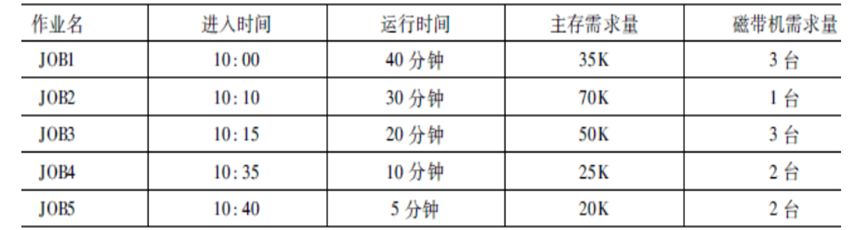 作业名 进入时间 运行时间 主存需求量 磁带机需求量
JOB1 10:00 40 分钟 35K 3 台
JOB2 10:10 30 分钟 70K 1 台
JOB3 10:15 20 分钟 50K 3 台
JOB4 10:35 10 分钟 25K 2 台
JOB5 10:40 5 分钟 20K 2 台